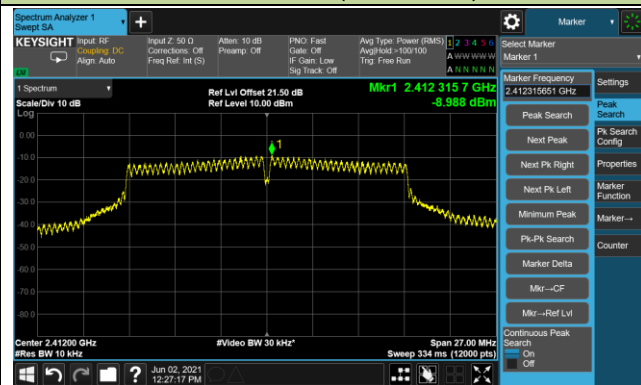 Spectrum Analyzer 1
Swept SA
+
Marker
KEYSIGHT
Input: RF
Coupling: DC
Align: Auto
Input Z: 50 Ω
Corrections: Off
Freq Ref: Int (S)
Atten: 10 dB
Preamp: Off
PNO: Fast
Gate: Off
IF Gain: Low
Sig Track: Off
Avg Type: Power (RMS)
Avg|Hold:>100/100
Trig: Free Run
1 2 3 4 5 6
A W W W W W
A N N N N N
Select Marker
Marker 1
1 Spectrum
Scale/Div 10 dB
Log
Ref Lvl Offset 21.50 dB
Ref Level 10.00 dBm
Mkr1 2.412 315 7 GHz
-8.988 dBm
0.00
-10.0
-20.0
-30.0
-40.0
-50.0
-60.0
-70.0
-80.0
1
Center 2.41200 GHz
#Res BW 10 kHz
#Video BW 30 kHz*
Span 27.00 MHz
Sweep 334 ms (12000 pts)
Marker Frequency
2.412315651 GHz
Peak Search
Next Peak
Next Pk Right
Next Pk Left
Minimum Peak
Pk-Pk Search
Marker Delta
Mkr→CF
Mkr→Ref Lvl
Continuous Peak
Search
On
Off
Settings
Peak
Search
Pk Search
Config
Properties
Marker
Function
Marker→
Counter
?
Jun 02, 2021
12:27:17 PM